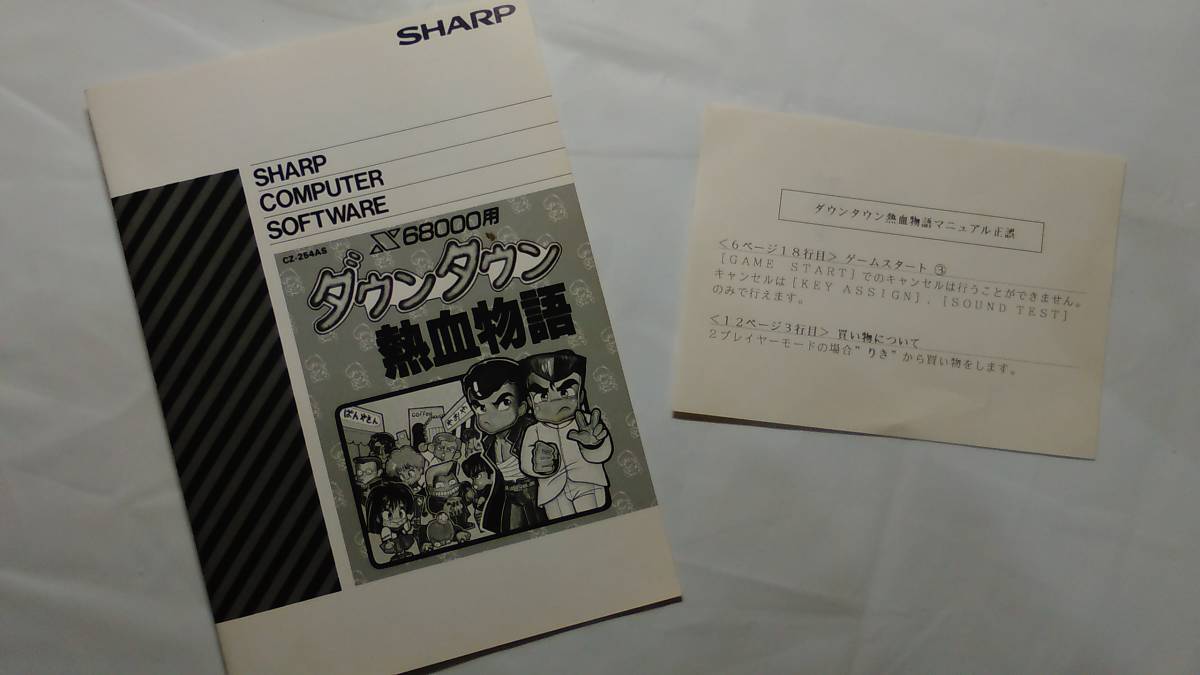 SHARP
SHARP
COMPUTER
SOFTWARE
X68000用
CZ-254AS
ダウンタウン
熱血物語
ぱんやさん
coffee
やおや
ダウンタウン熱血物語マニュアル正誤
<6ページ18行目> ゲームスタート ③
[GAME START]でのキャンセルは行うことができません。
キャンセルは[KEY ASSIGN]、[SOUND TEST]
のみで行えます。
<12ページ3行目> 買い物について
2プレイヤーモードの場合"りき"から買い物をします。